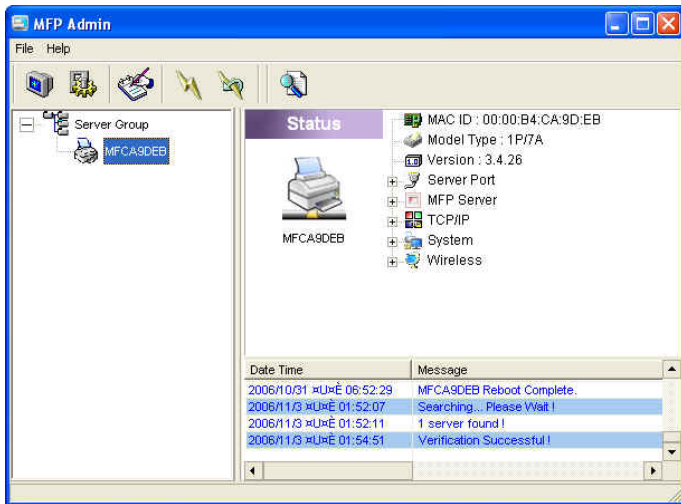 MFP Admin
File Help
Server Group
MFCA9DEB
Status
MFCA9DEB
MAC ID : 00:00:B4:CA:9D:EB
Model Type : 1P/7A
1.0 Version : 3.4.26
Server Port
MFP Server
TCP/IP
System
Wireless
Date Time Message
2006/10/31 ¤U¤È 06:52:29 MFCA9DEB Reboot Complete.
2006/11/3 ¤U¤È 01:52:07 Searching... Please Wait !
2006/11/3 ¤U¤È 01:52:11 1 server found !
2006/11/3 ¤U¤È 01:54:51 Verification Successful !